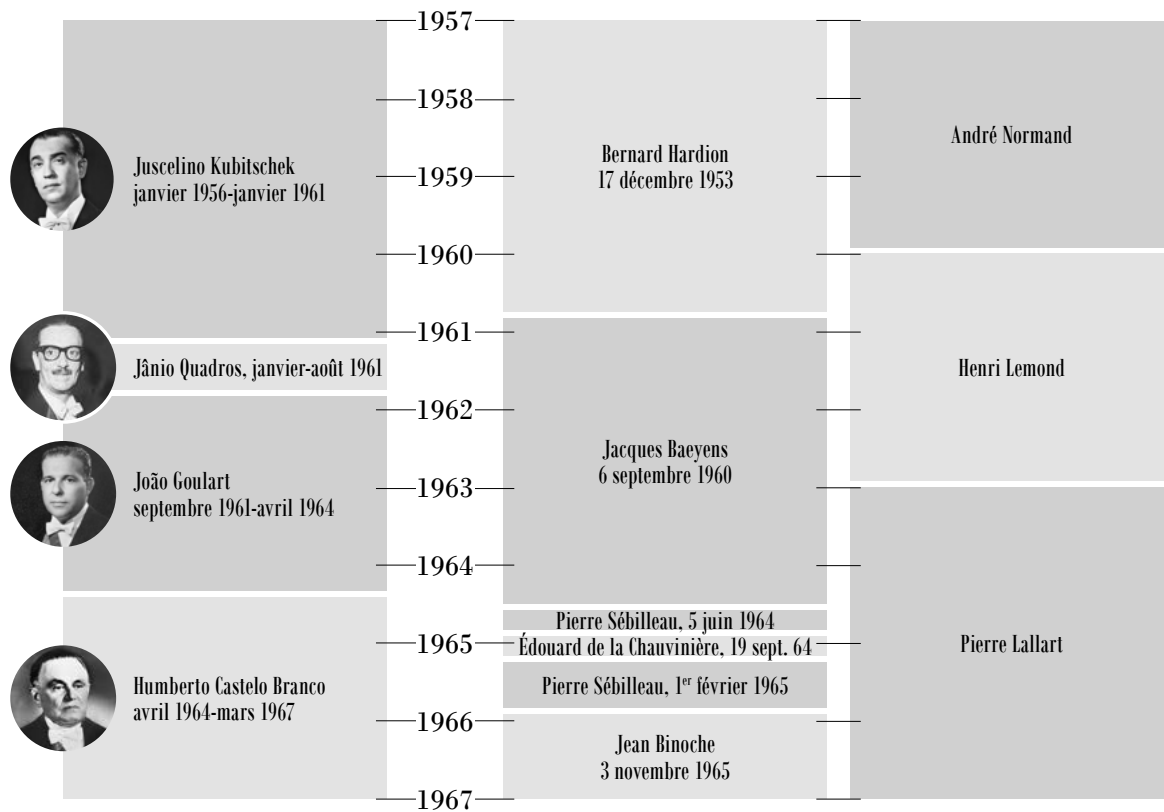 1957
1958
1959
1960
1961
1962
1963
1964
1965
1966
1967
Juscelino Kubitschek
janvier 1956-janvier 1961
Jânio Quadros, janvier-août 1961
João Goulart
septembre 1961-avril 1964
Humberto Castelo Branco
avril 1964-mars 1967
Bernard Hardion
17 décembre 1953
Jacques Baeyens
6 septembre 1960
Pierre Sébilleau, 5 juin 1964
Édouard de la Chauvinière, 19 sept. 64
Pierre Sébilleau, 1er février 1965
Jean Binoche
3 novembre 1965
André Normand
Henri Lemond
Pierre Lallart